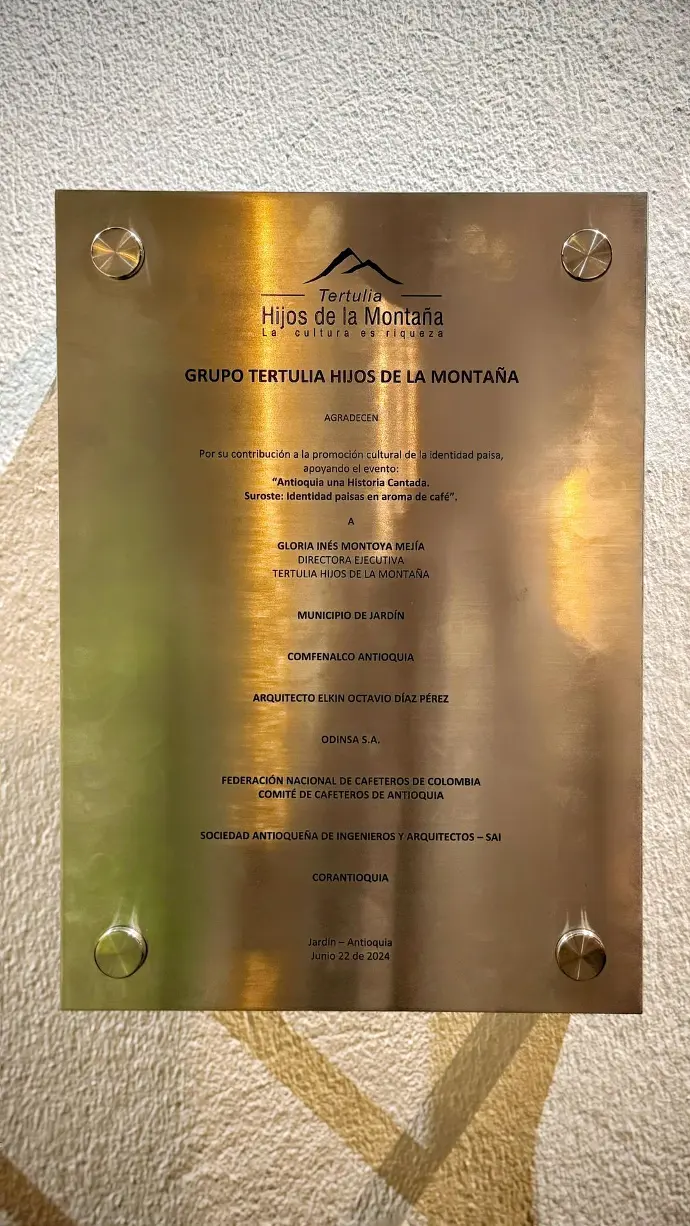 Tertulia
Hijos de la Montaña
La cultura es riqueza
GRUPO TERTULIA HIJOS DE LA MONTAÑA
AGRADECEN
Por su contribución a la promoción cultural de la identidad paisa,
apoyando el evento:
“Antioquia una Historia Cantada.
Suroste: Identidad paisas en aroma de café”.
A
GLORIA INÉS MONTOYA MEJÍA
DIRECTORA EJECUTIVA
TERTULIA HIJOS DE LA MONTAÑA
MUNICIPIO DE JARDÍN
COMFENALCO ANTIOQUIA
ARQUITECTO ELKIN OCTAVIO DÍAZ PÉREZ
ODINSA S.A.
FEDERACIÓN NACIONAL DE CAFETEROS DE COLOMBIA
COMITÉ DE CAFETEROS DE ANTIOQUIA
SOCIEDAD ANTIOQUEÑA DE INGENIEROS Y ARQUITECTOS – SAI
CORANTIOQUIA
Jardín – Antioquia
Junio 22 de 2024